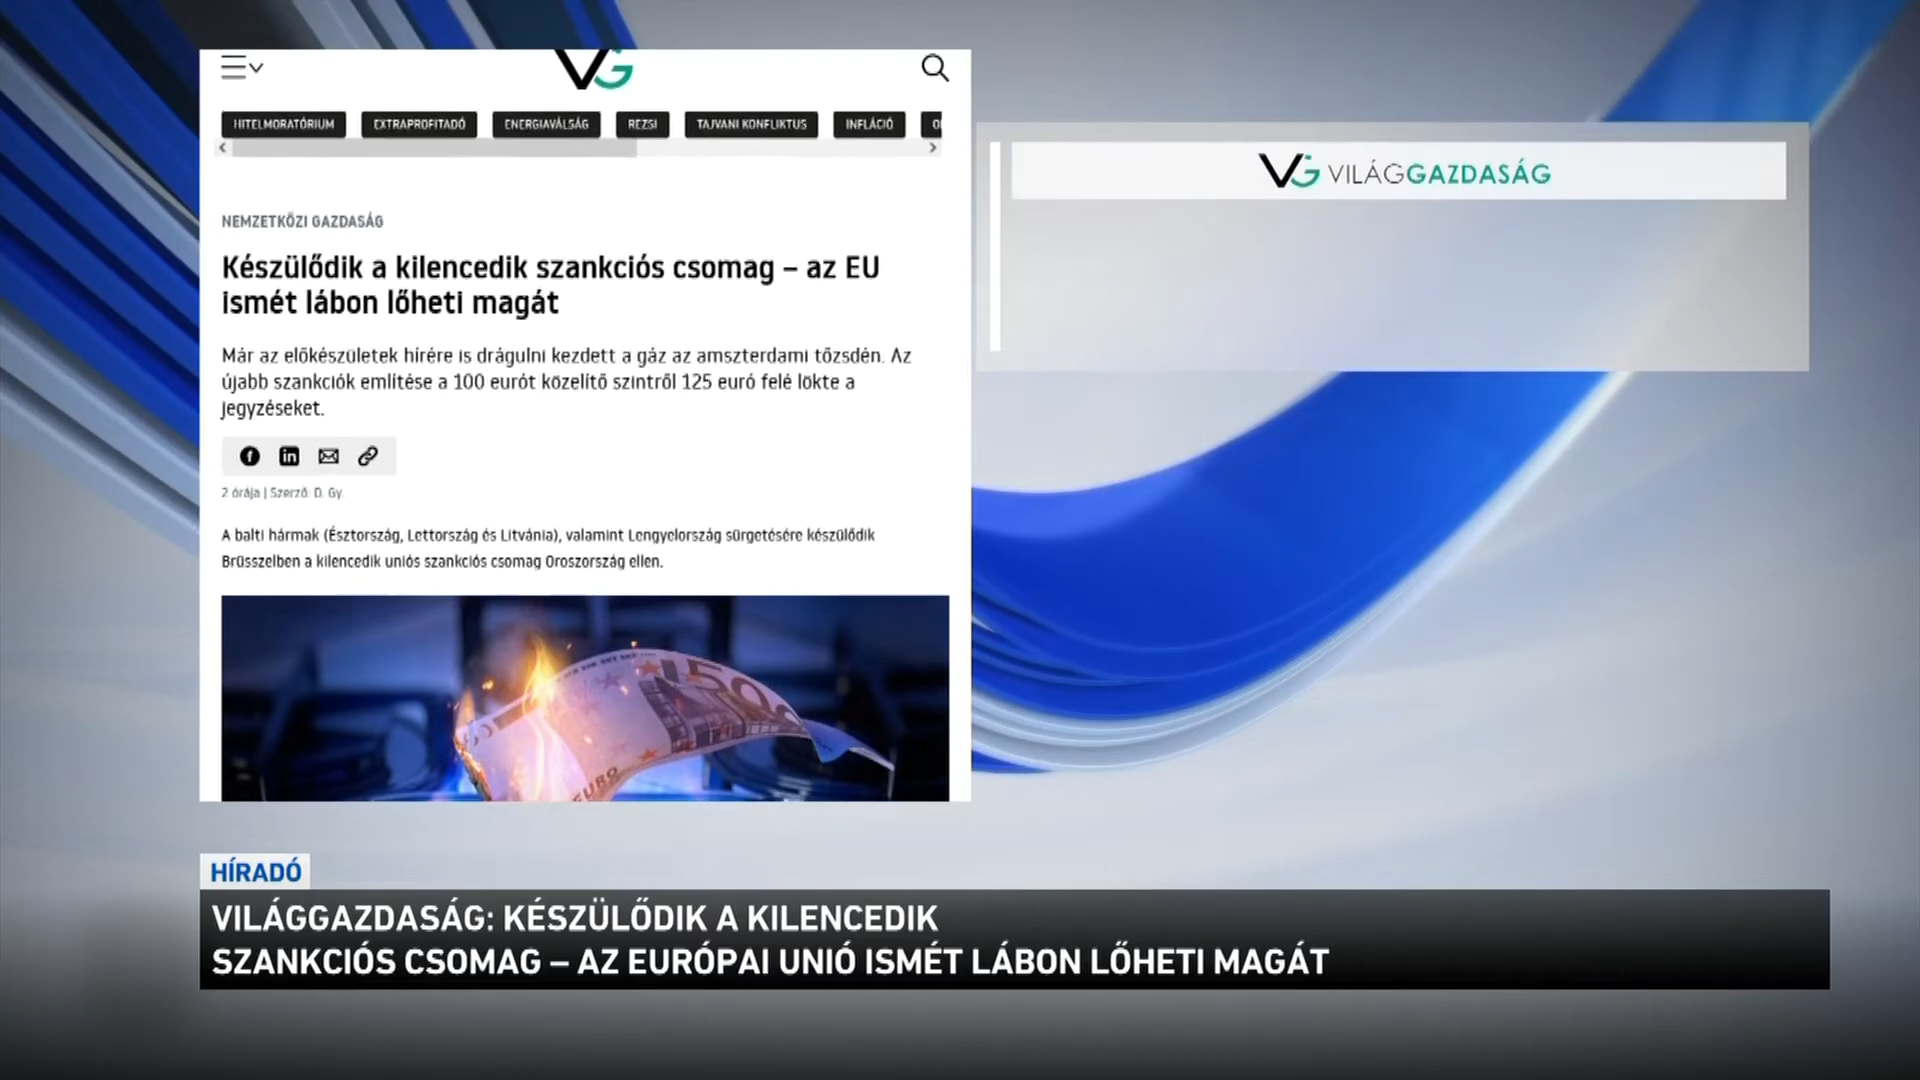 VG
HITELMORATÓRIUM EXTRAPROFITADÓ ENERGIAVÁLSÁG REZSI TAJVANI KONFLIKTUS INFLÁCIÓ
NEMZETKÖZI GAZDASÁG
Készülődik a kilencedik szankciós csomag – az EU
ismét lábon lőheti magát
Már az előkészületek hírére is drágulni kezdett a gáz az amszterdami tőzsdén. Az
újabb szankciók említése a 100 eurót közelítő szintről 125 euró felé lökte a
jegyzéseket.
2 órája | Szerző: D. Gy.
A balti hármak (Észtország, Lettország és Litvánia), valamint Lengyelország sürgetésére készülődik
Brüsszelben a kilencedik uniós szankciós csomag Oroszország ellen.
EURO
VG VILÁGGAZDASÁG
HÍRADÓ
VILÁGGAZDASÁG: KÉSZÜLŐDIK A KILENCEDIK
SZANKCIÓS CSOMAG – AZ EURÓPAI UNIÓ ISMÉT LÁBON LŐHETI MAGÁT